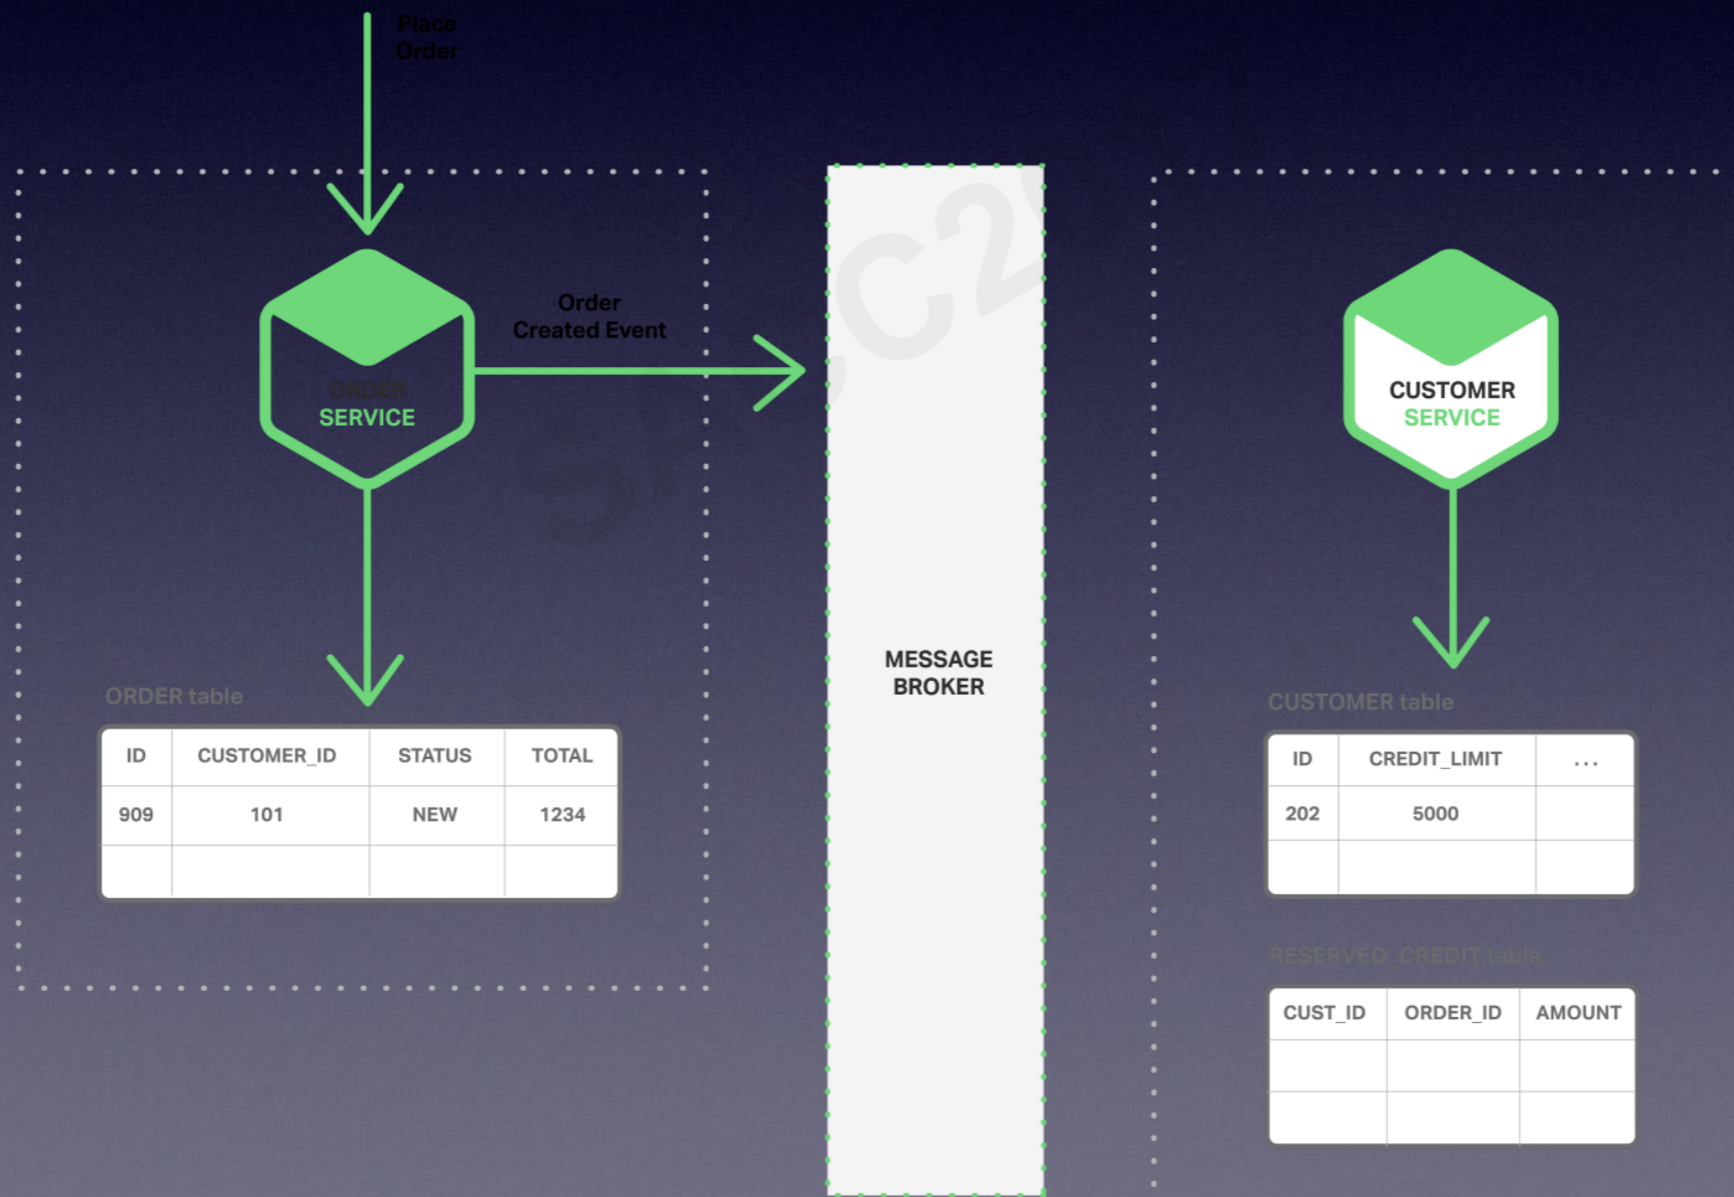 Place
Order
Order
Created Event
ORDER
SERVICE
CUSTOMER
SERVICE
MESSAGE
BROKER
ORDER table
ID CUSTOMER_ID STATUS TOTAL
909 101 NEW 1234
CUSTOMER table
ID CREDIT_LIMIT ...
202 5000
RESERVED_CREDIT table
CUST_ID ORDER_ID AMOUNT